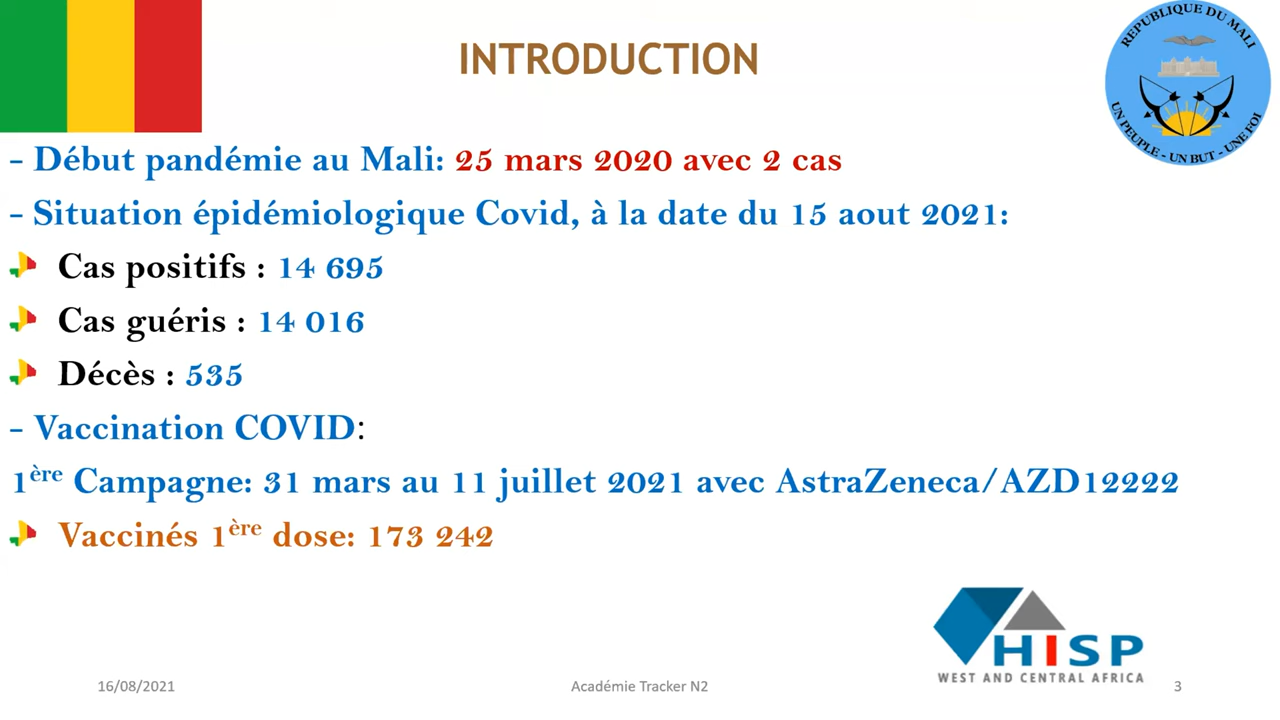 INTRODUCTION
REPUBLIQUE DU MALI
UN PEUPLE - UN BUT - UNE FOI
- Début pandémie au Mali: 25 mars 2020 avec 2 cas
- Situation épidémiologique Covid, à la date du 15 aout 2021:
Cas positifs : 14 695
Cas guéris : 14 016
Décès : 535
- Vaccination COVID:
1ère Campagne: 31 mars au 11 juillet 2021 avec AstraZeneca/AZD12222
Vaccinés 1ère dose: 173 242
HISP
WEST AND CENTRAL AFRICA
16/08/2021
Académie Tracker N2
3